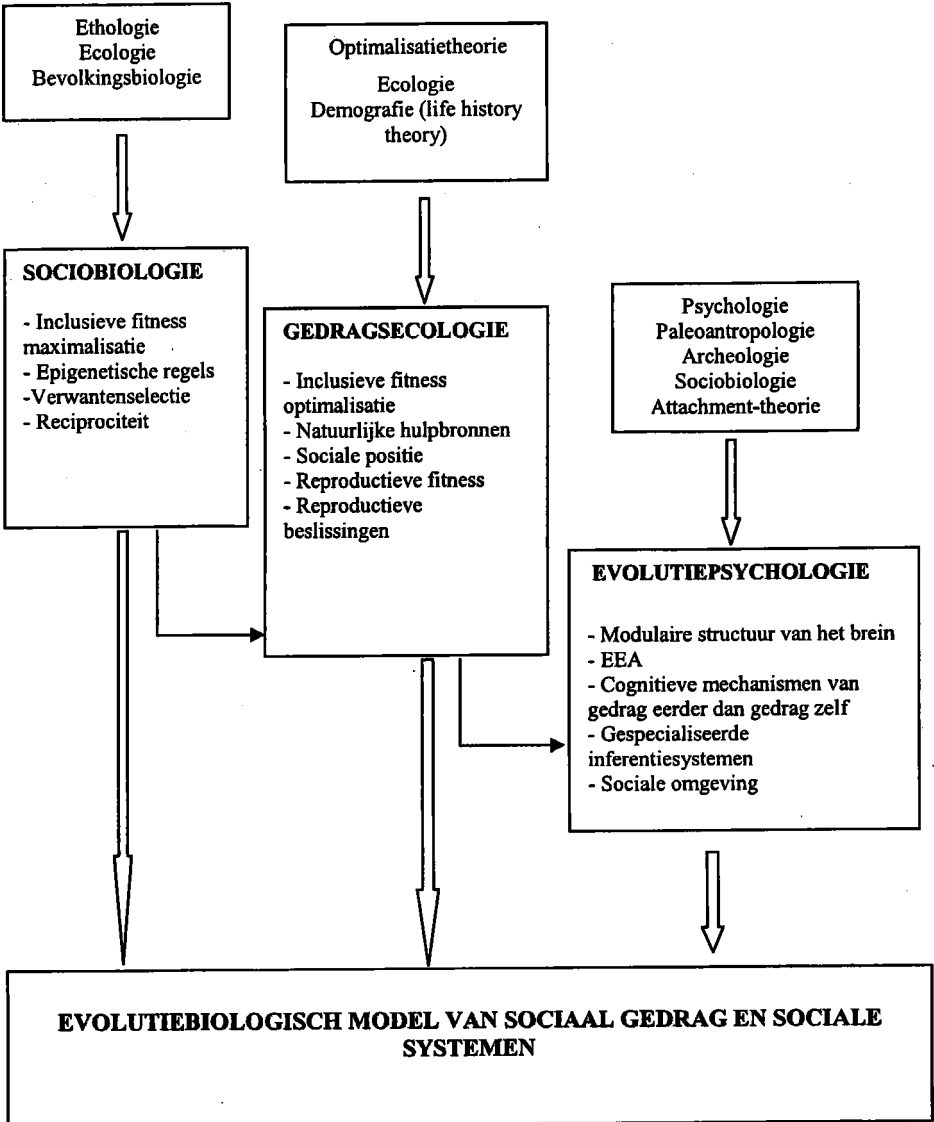 Ethologie
Ecologie
Bevolkingsbiologie
Optimalisatietheorie
Ecologie
Demografie (life history
theory)
SOCIOBIOLOGIE
- Inclusieve fitness
maximalisatie
- Epigenetische regels
-Verwantenselectie
- Reciprociteit
GEDRAGSECOLOGIE
- Inclusieve fitness
optimalisatie
- Natuurlijke hulpbronnen
- Sociale positie
- Reproductieve fitness
- Reproductieve
beslissingen
Psychologie
Paleoantropologie
Archeologie
Sociobiologie
Attachment-theorie
EVOLUTIEPSYCHOLOGIE
- Modulaire structuur van het brein
- EEA
- Cognitieve mechanismen van
gedrag eerder dan gedrag zelf
- Gespecialiseerde
inferentiesystemen
- Sociale omgeving
EVOLUTIEBIOLOGISCH MODEL VAN SOCIAAL GEDRAG EN SOCIALE
SYSTEMEN